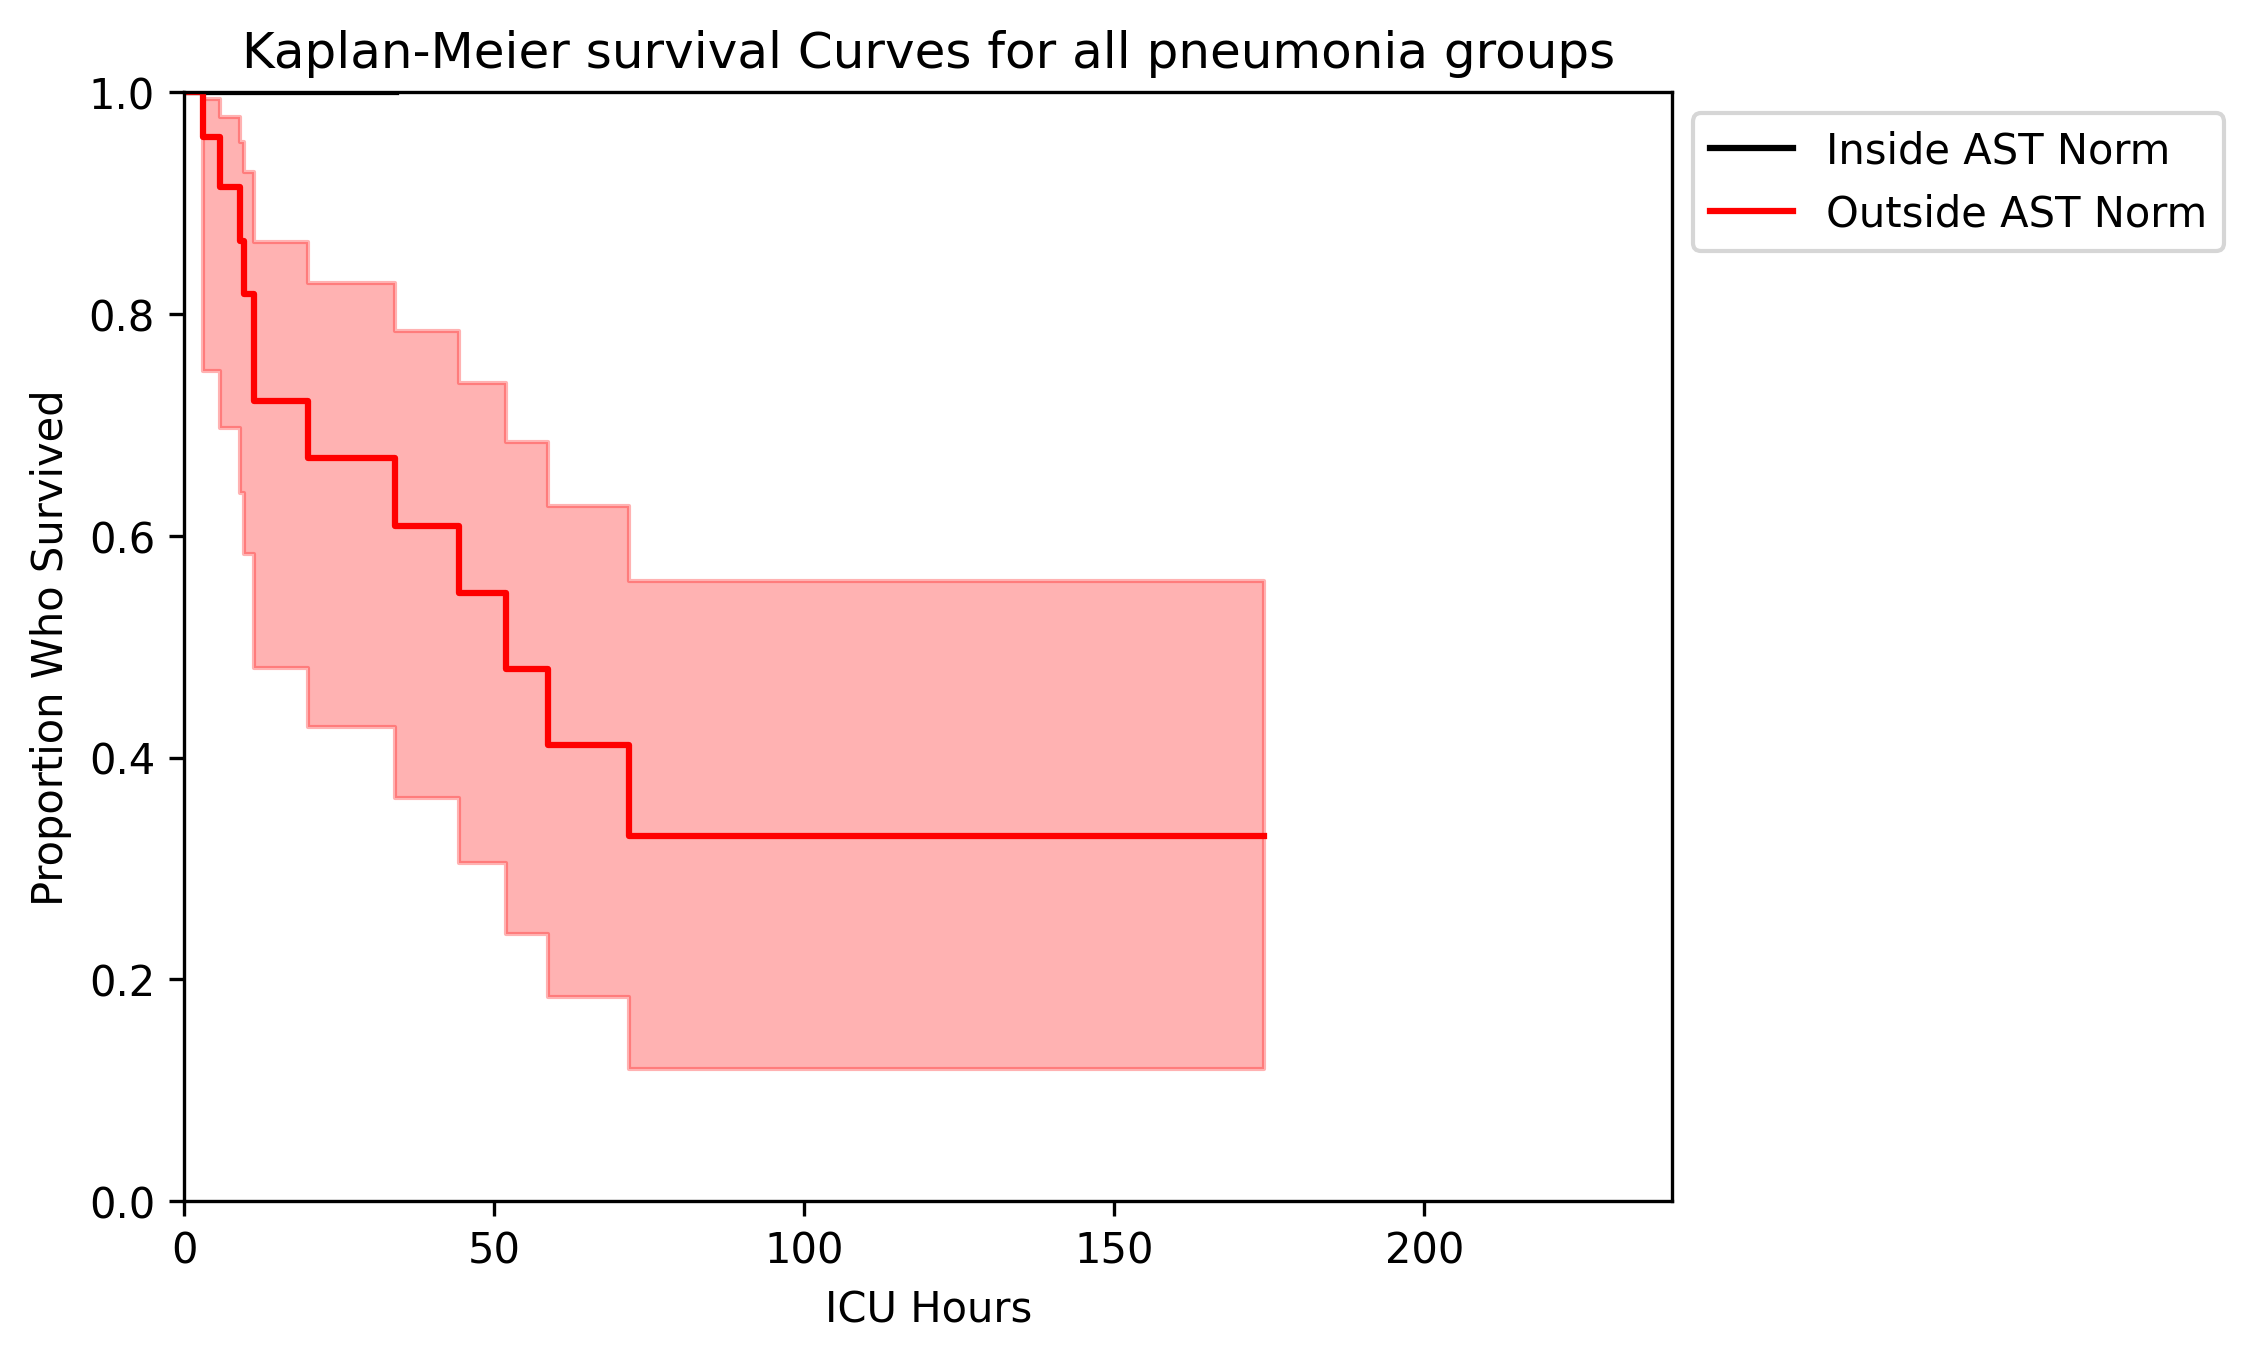 Kaplan-Meier survival Curves for all pneumonia groups
1.0
0.8
0.6
0.4
0.2
0.0
Proportion Who Survived
0 50 100 150 200
ICU Hours
Inside AST Norm
Outside AST Norm